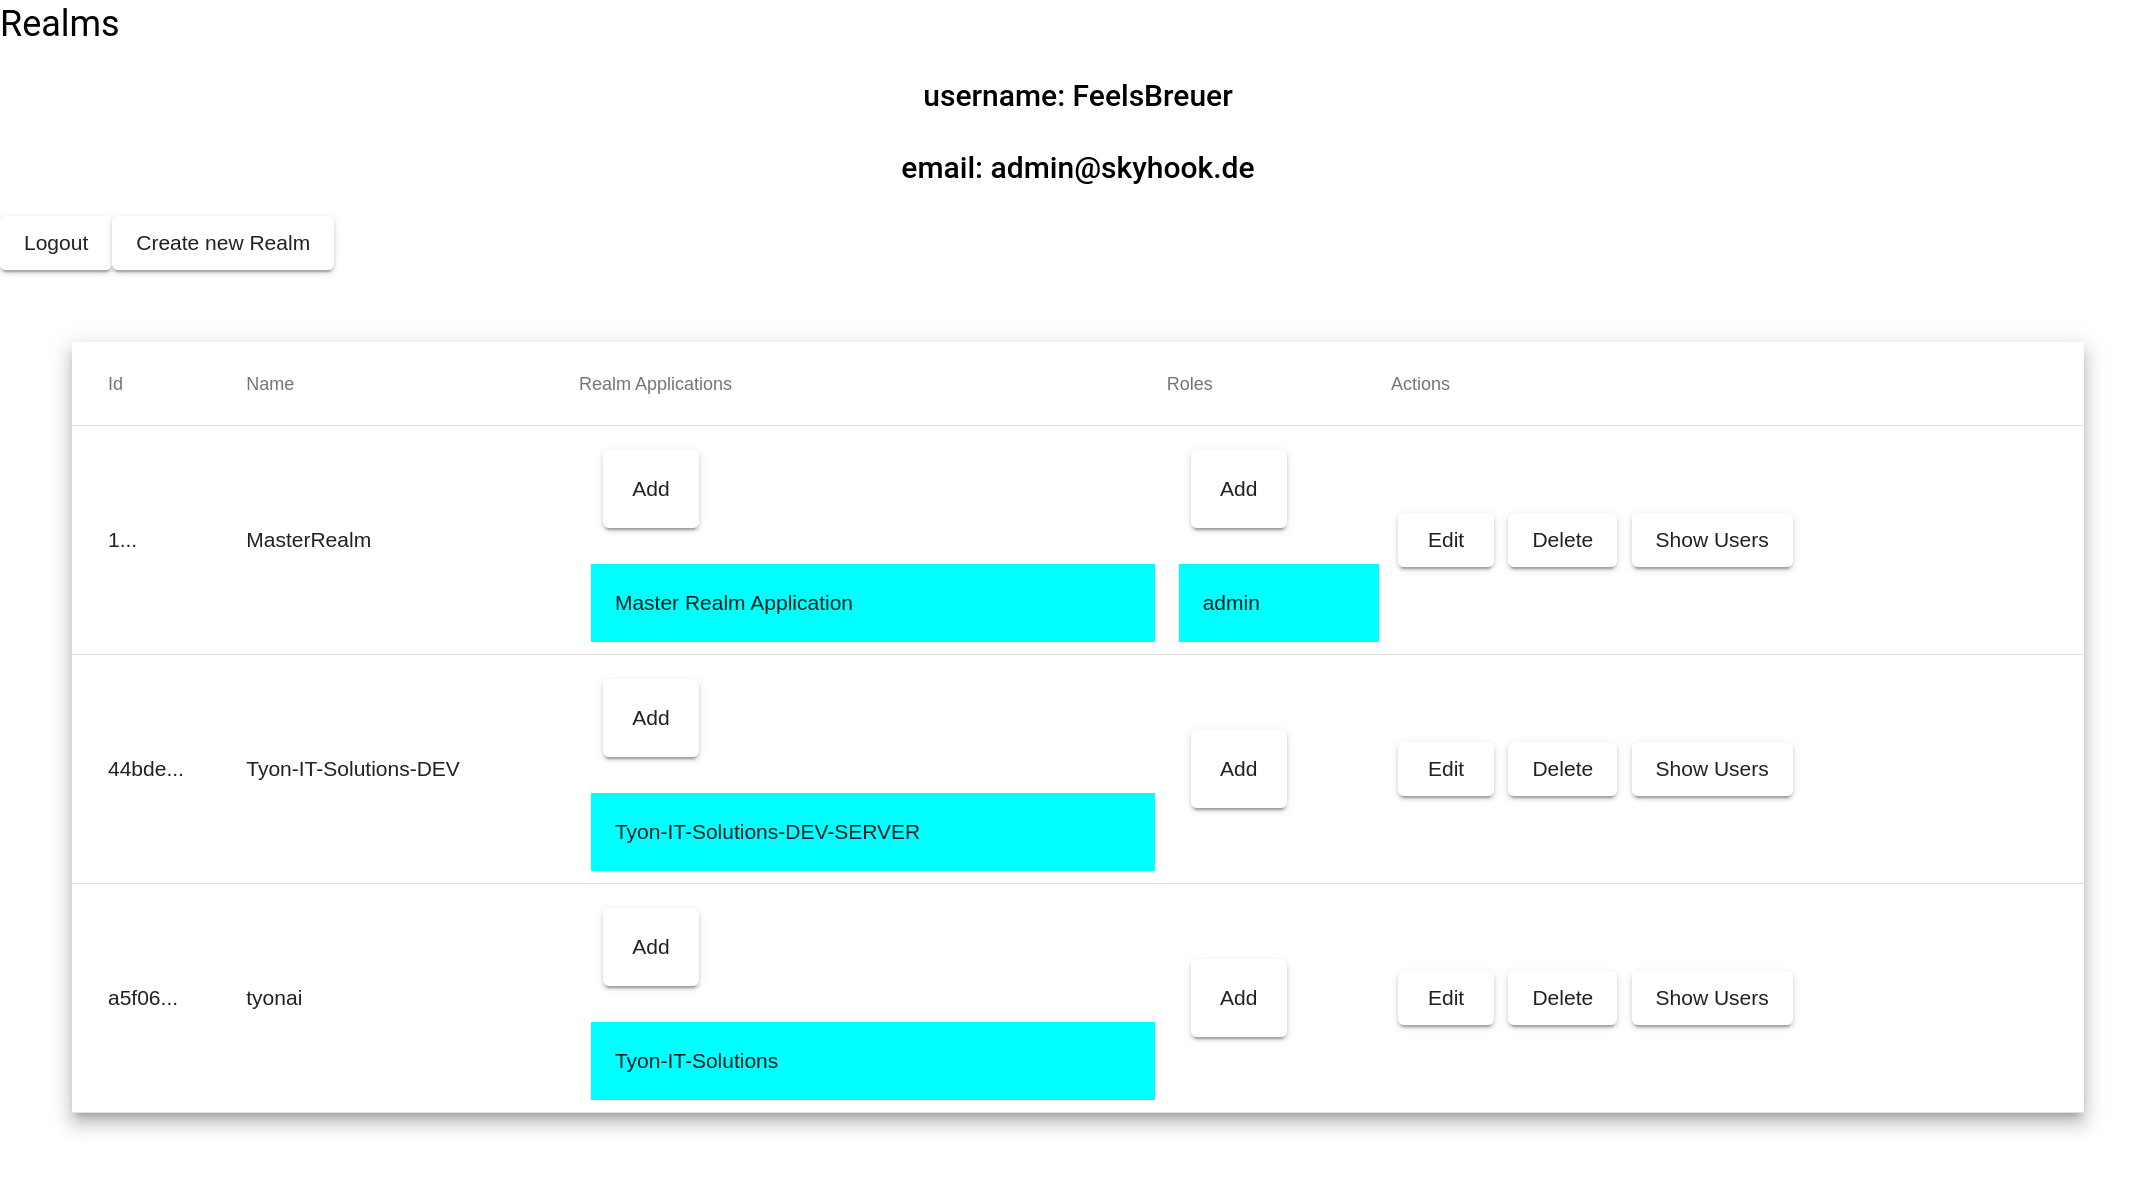 Realms
username: FeelsBreuer
email: admin@skyhook.de
Logout Create new Realm
Id Name Realm Applications Roles Actions
Add Add
1... MasterRealm Edit Delete Show Users
Master Realm Application admin
Add
44bde... Tyon-IT-Solutions-DEV Add Edit Delete Show Users
Tyon-IT-Solutions-DEV-SERVER
Add
a5f06... tyonai Add Edit Delete Show Users
Tyon-IT-Solutions